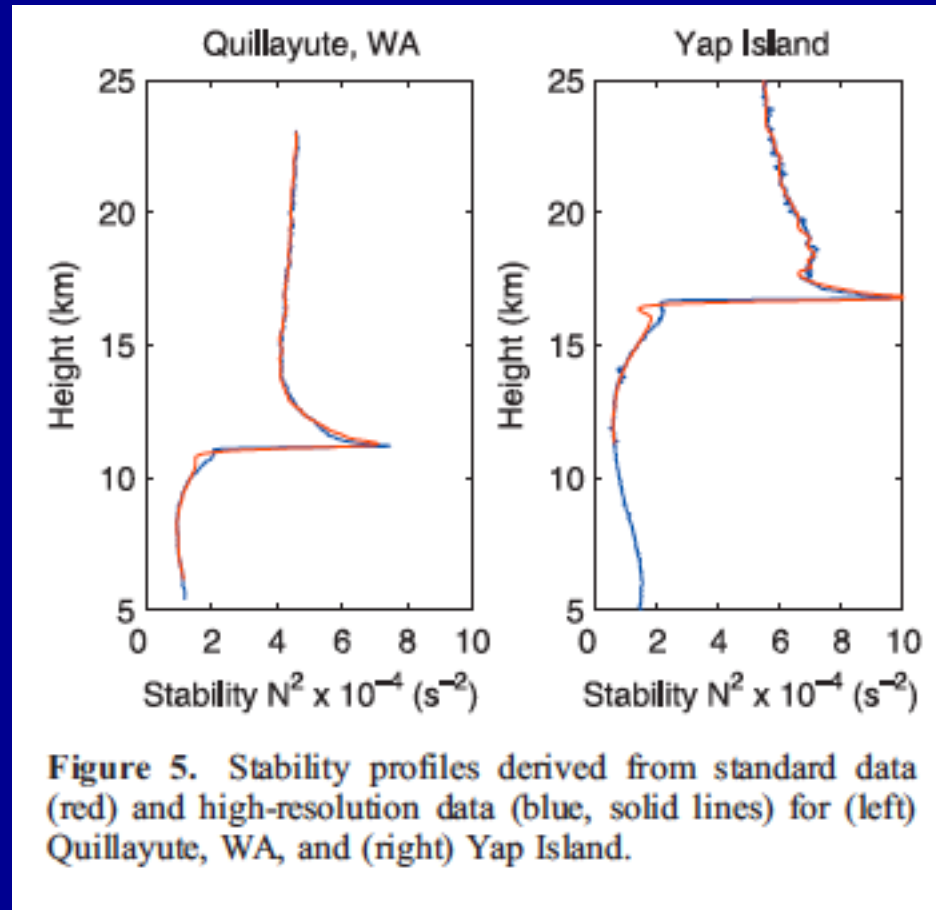 Quillayute, WA
25
20
15
10
5
0 2 4 6 8 10
Height (km)
Stability N² x 10⁻⁴ (s⁻²)
Yap Island
25
20
15
10
5
0 2 4 6 8 10
Height (km)
Stability N² x 10⁻⁴ (s⁻²)
Figure 5. Stability profiles derived from standard data
(red) and high-resolution data (blue, solid lines) for (left)
Quillayute, WA, and (right) Yap Island.